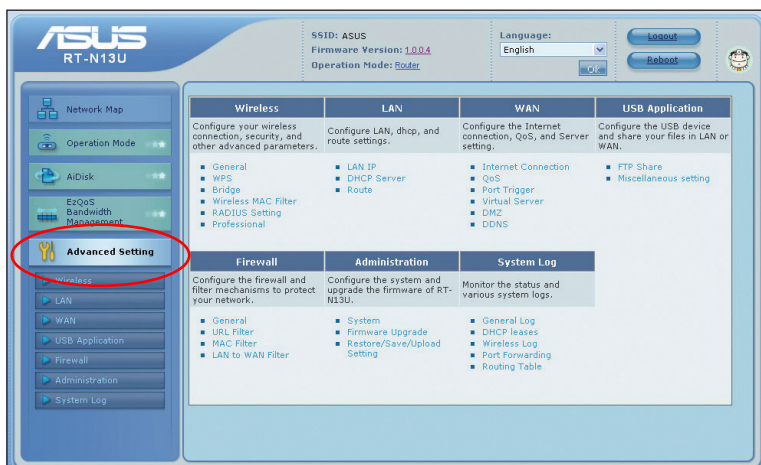 ASUS
RT-N13U
SSID: ASUS
Firmware Version: 1.0.0.4
Operation Mode: Router
Language:
English
OK
Logout
Reboot
Network Map
Operation Mode
AiDisk
EzQoS
Bandwidth
Management
Advanced Setting
Wireless
LAN
WAN
USB Application
Firewall
Administration
System Log
Wireless
Configure your wireless
connection, security, and
other advanced parameters.
General
WPS
Bridge
Wireless MAC Filter
RADIUS Setting
Professional
LAN
Configure LAN, dhcp, and
route settings.
LAN IP
DHCP Server
Route
WAN
Configure the Internet
connection, QoS, and Server
setting.
Internet Connection
QoS
Port Trigger
Virtual Server
DMZ
DDNS
USB Application
Configure the USB device
and share your files in LAN or
WAN.
FTP Share
Miscellaneous setting
Firewall
Configure the firewall and
filter mechanisms to protect
your network.
General
URL Filter
MAC Filter
LAN to WAN Filter
Administration
Configure the system and
upgrade the firmware of RT-
N13U.
System
Firmware Upgrade
Restore/Save/Upload
Setting
System Log
Monitor the status and
various system logs.
General Log
DHCP leases
Wireless Log
Port Forwarding
Routing Table